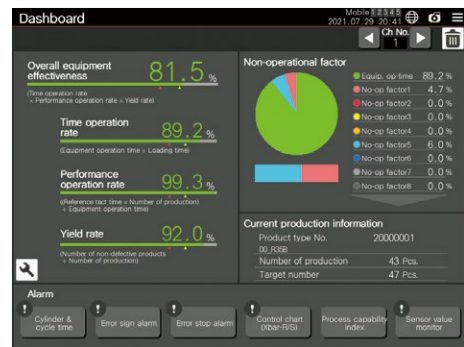 Dashboard
Mobile 1 2 3 4 5
2021.07.29 20:41
Ch No.
1
Overall equipment
effectiveness
81.5 %
(Time operation rate
× Performance operation rate × Yield rate)
Time operation
rate
89.2 %
(Equipment operation time ÷ Loading time)
Performance
operation rate
99.3 %
((Reference tact time × Number of production)
÷ Equipment operation time)
Yield rate
92.0 %
(Number of non-defective products
÷ Number of production)
Non-operational factor
Equip. op-time 89.2 %
No-op factor1 4.7 %
No-op factor2 0.0 %
No-op factor3 0.0 %
No-op factor4 0.0 %
No-op factor5 6.0 %
No-op factor6 0.0 %
No-op factor7 0.0 %
No-op factor8 0.0 %
Current production information
Product type No. 20000001
00_R35B
Number of production 43 Pcs.
Target number 47 Pcs.
Alarm
! Cylinder &
cycle time
! Error sign alarm
! Error stop alarm
! Control chart
(Xbar-R/S)
Process capability
index
! Sensor value
monitor